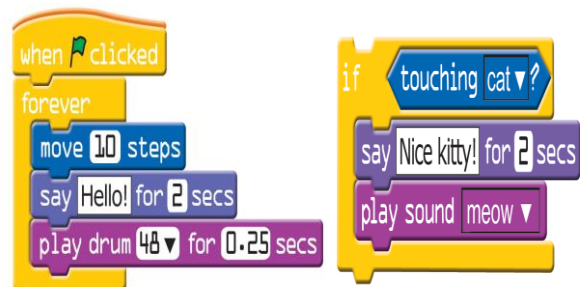 when clicked
forever
move 10 steps
say Hello! for 2 secs
play drum 48 for 0.25 secs
if touching cat ?
say Nice kitty! for 2 secs
play sound meow